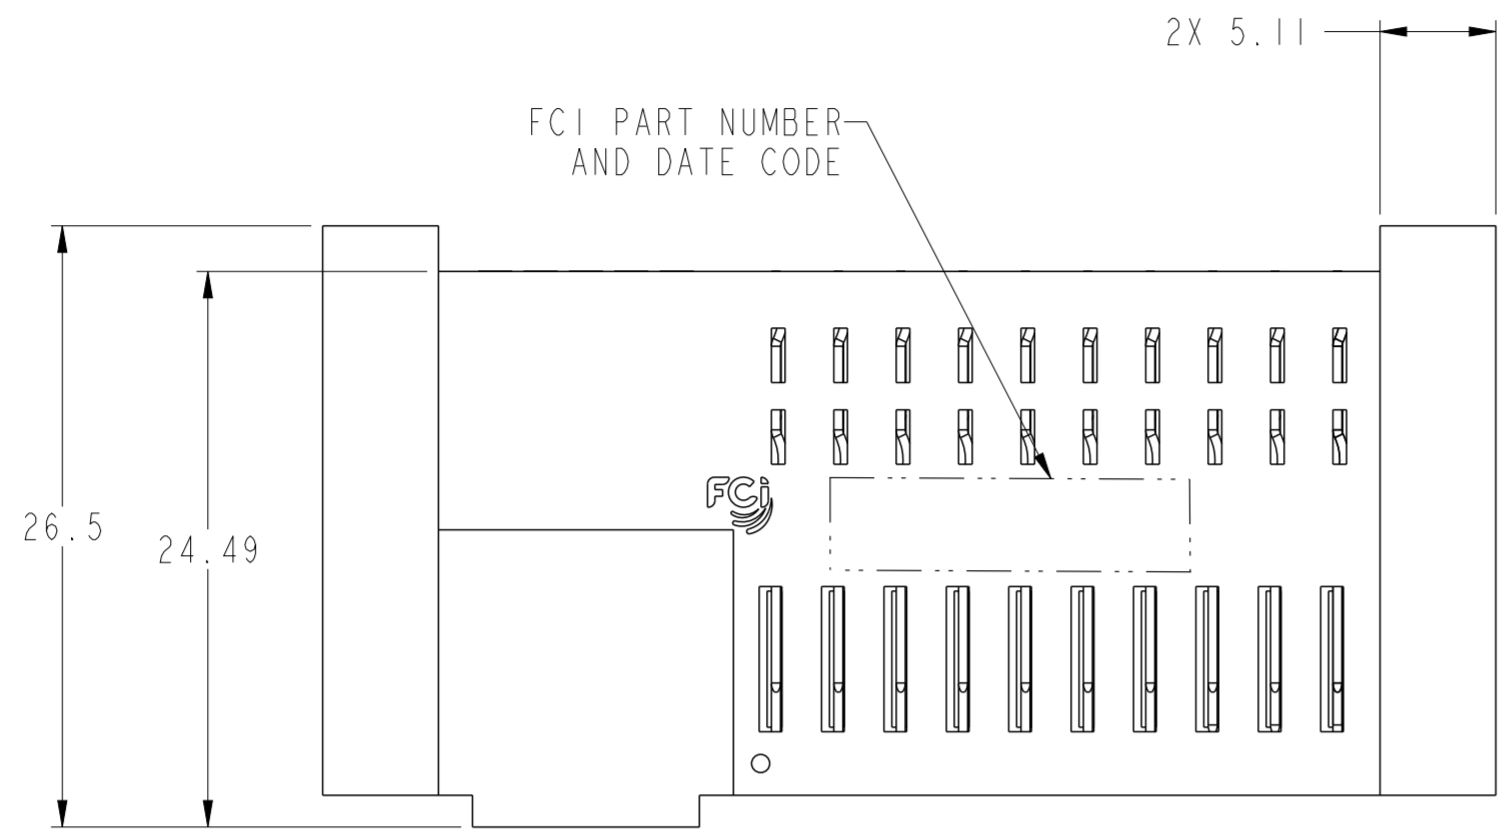 2X 5.11
FCI PART NUMBER
AND DATE CODE
26.5
24.49
FCi